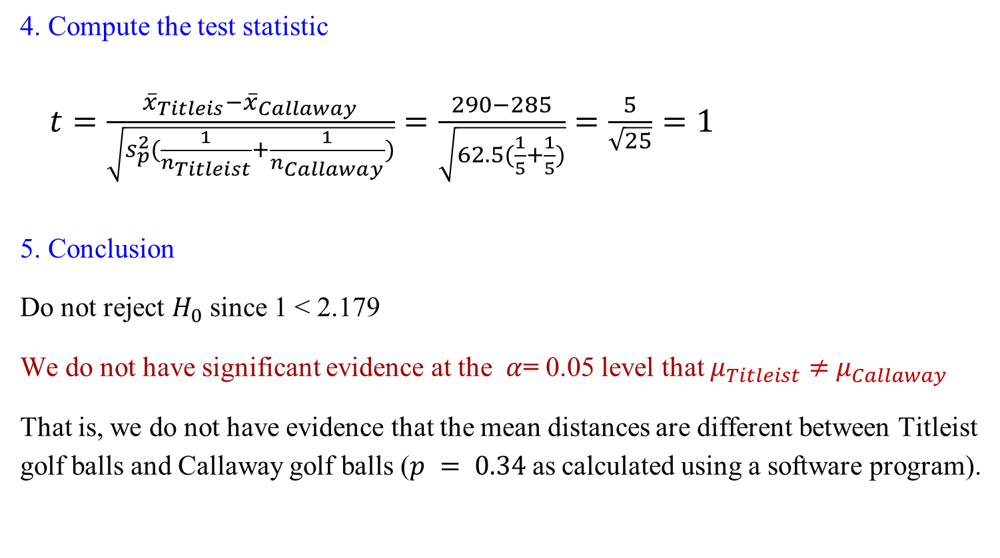 4. Compute the test statistic
t = \frac{\bar{x}_{Titleis}-\bar{x}_{Callaway}}{\sqrt{s_p^2(\frac{1}{n_{Titleist}}+\frac{1}{n_{Callaway}})}} = \frac{290-285}{\sqrt{62.5(\frac{1}{5}+\frac{1}{5})}} = \frac{5}{\sqrt{25}} = 1
5. Conclusion
Do not reject H_0 since 1 < 2.179
We do not have significant evidence at the α= 0.05 level that μ_{Titleist} ≠ μ_{Callaway}
That is, we do not have evidence that the mean distances are different between Titleist
golf balls and Callaway golf balls (p = 0.34 as calculated using a software program).